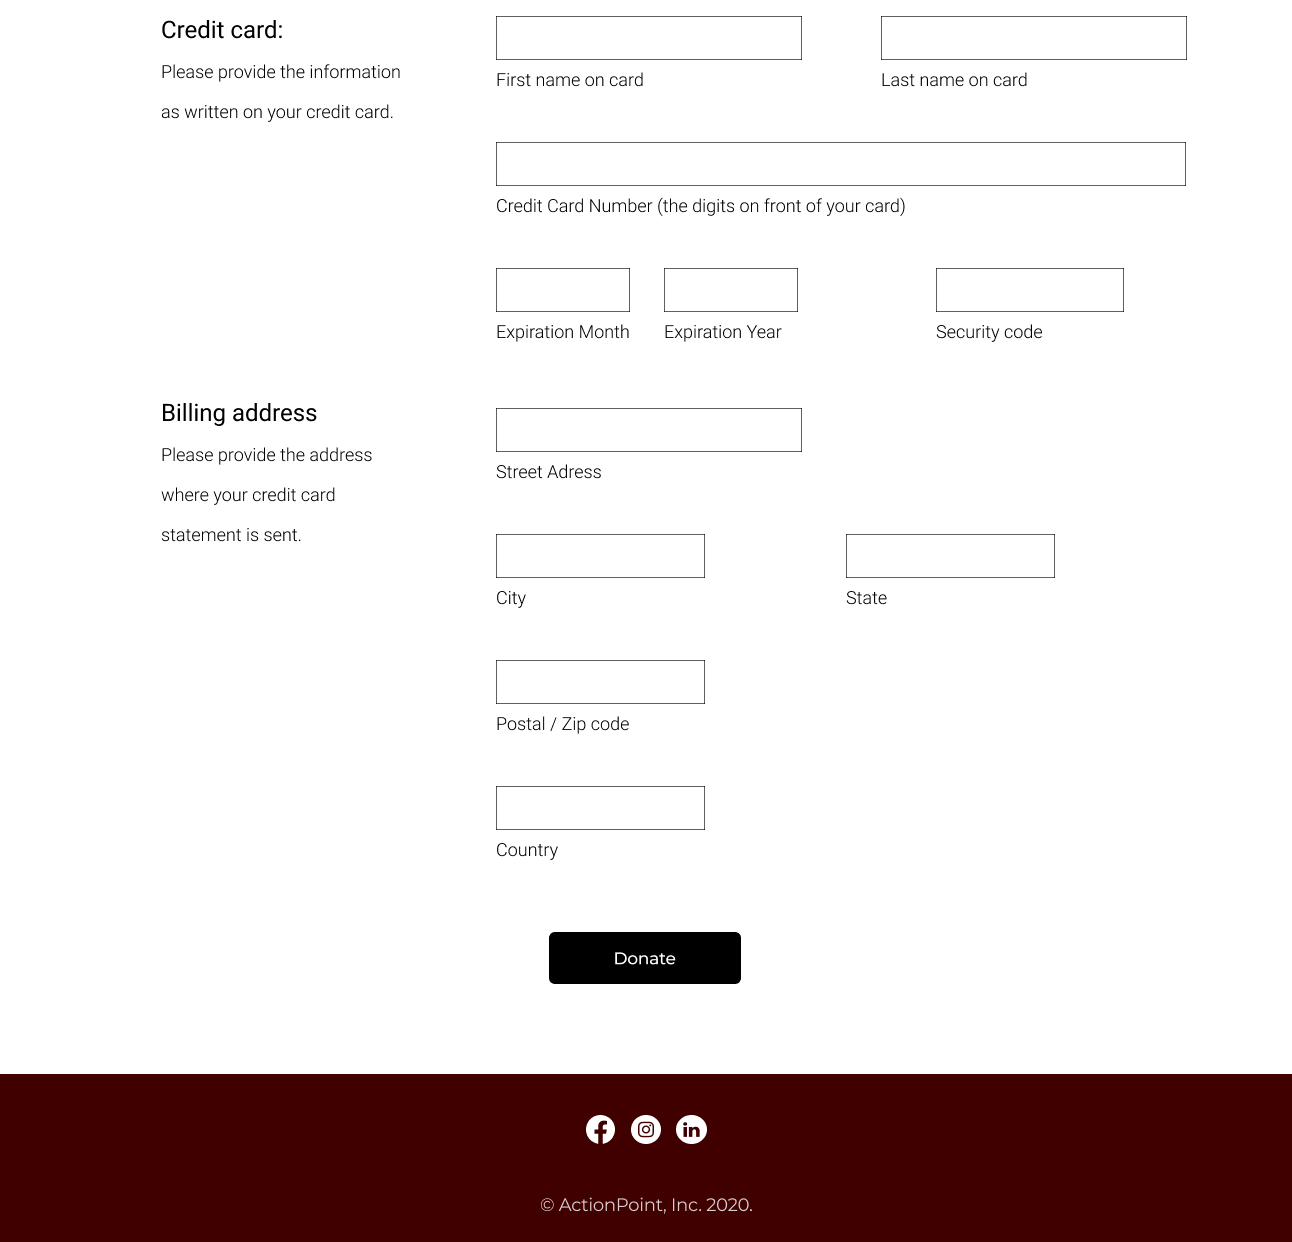 Credit card:
Please provide the information
as written on your credit card.
First name on card
Last name on card
Credit Card Number (the digits on front of your card)
Expiration Month
Expiration Year
Security code
Billing address
Please provide the address
where your credit card
statement is sent.
Street Adress
City
State
Postal / Zip code
Country
Donate
© ActionPoint, Inc. 2020.